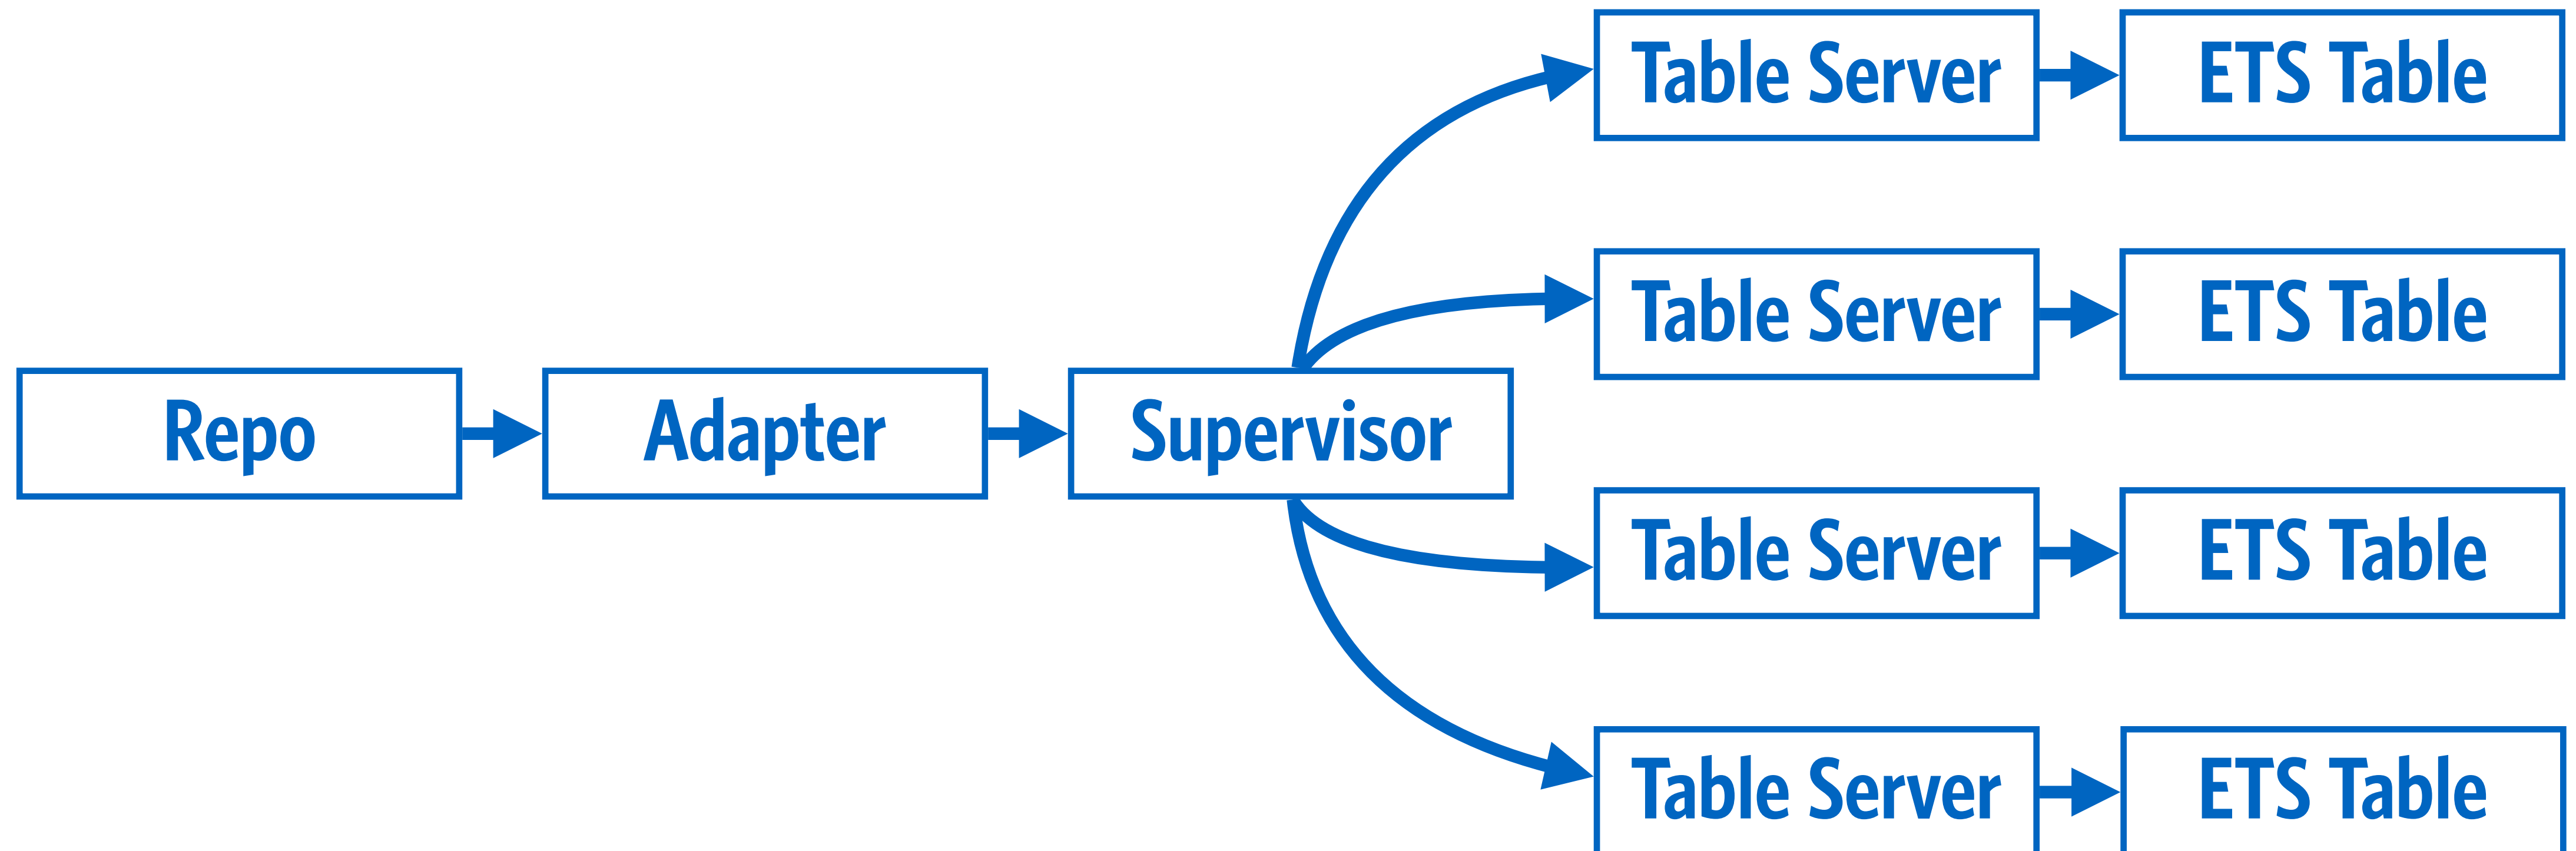 Table Server
ETS Table
Table Server
ETS Table
Repo
Adapter
Supervisor
Table Server
ETS Table
Table Server
ETS Table